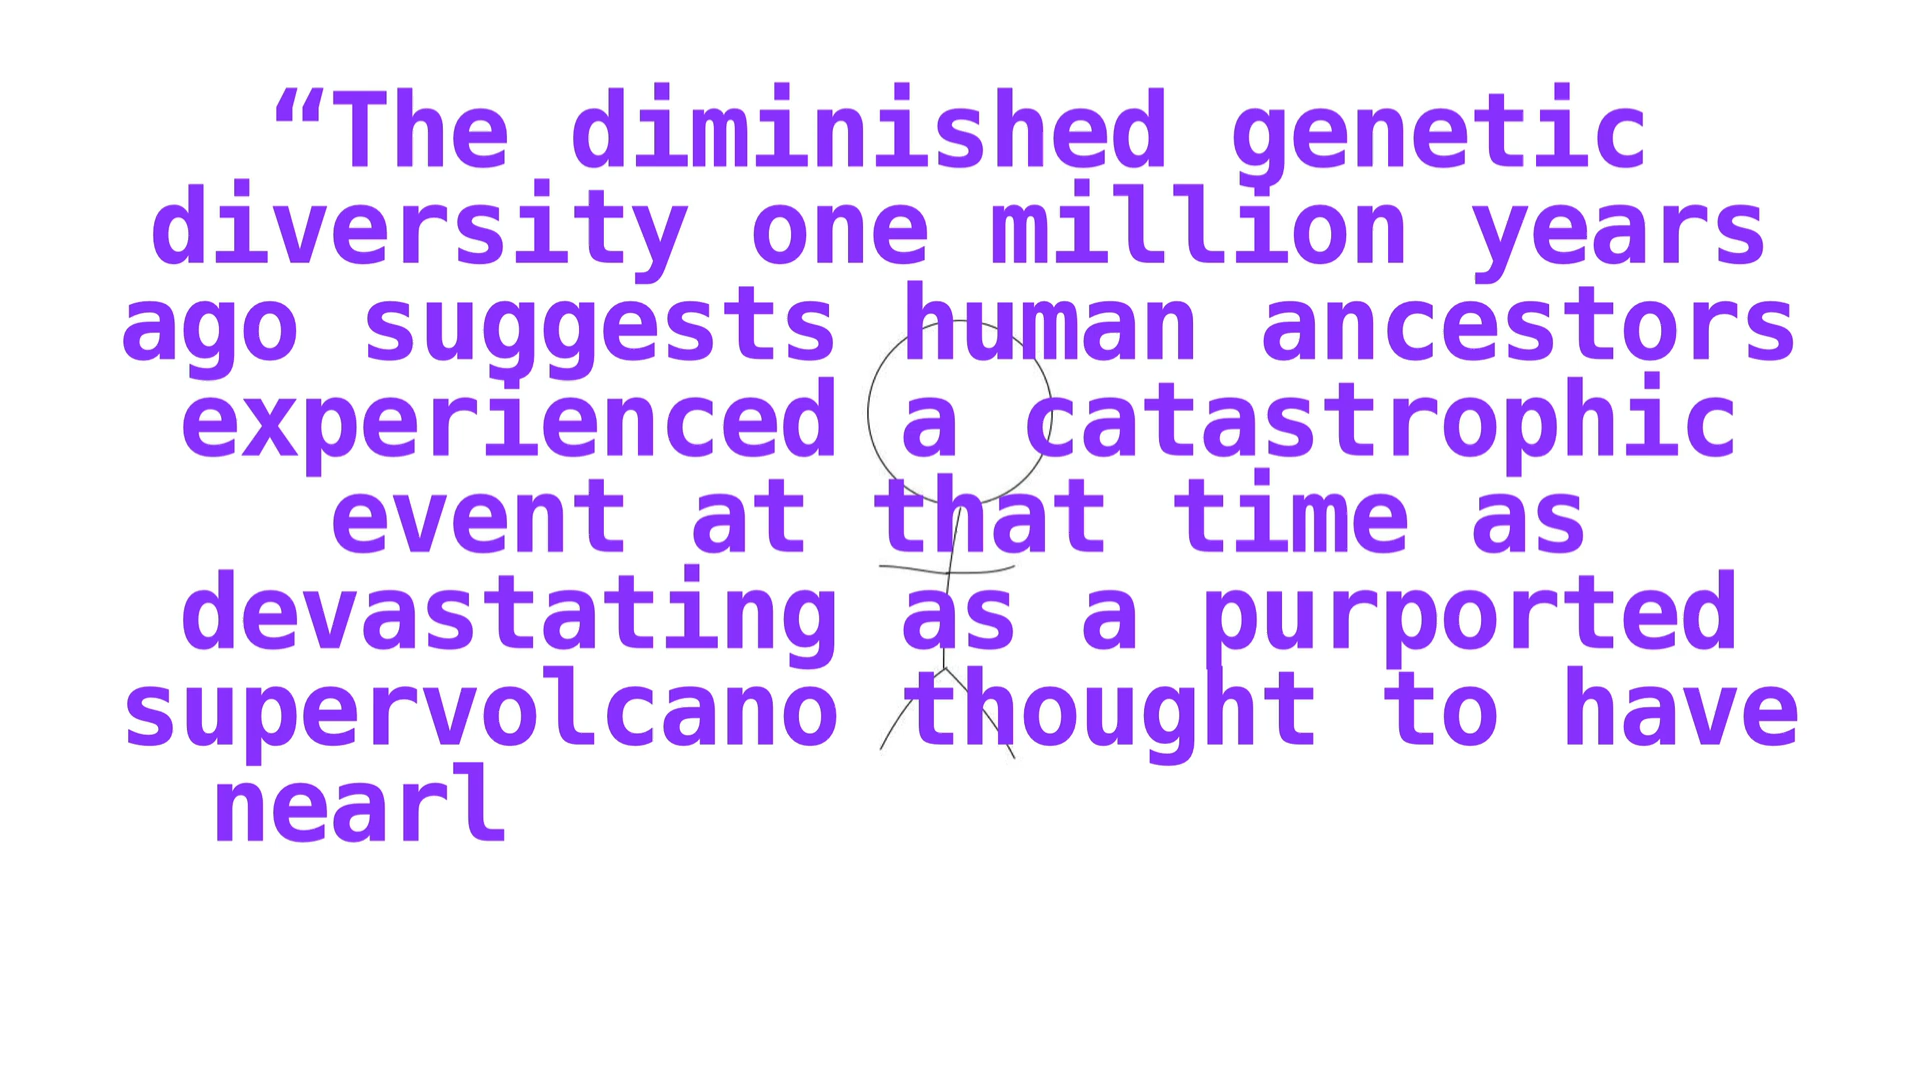 “The diminished genetic
diversity one million years
ago suggests human ancestors
experienced a catastrophic
event at that time as
devastating as a purported
supervolcano thought to have
nearl